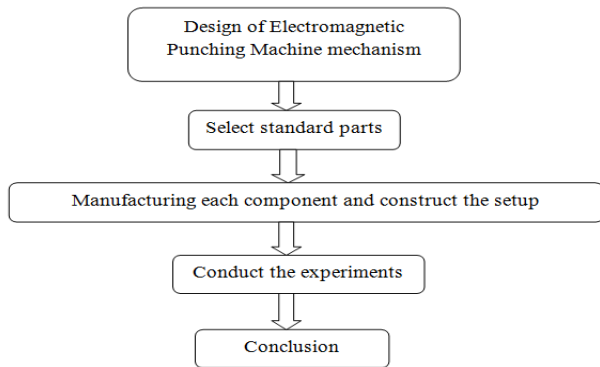 Design of Electromagnetic
Punching Machine mechanism
Select standard parts
Manufacturing each component and construct the setup
Conduct the experiments
Conclusion